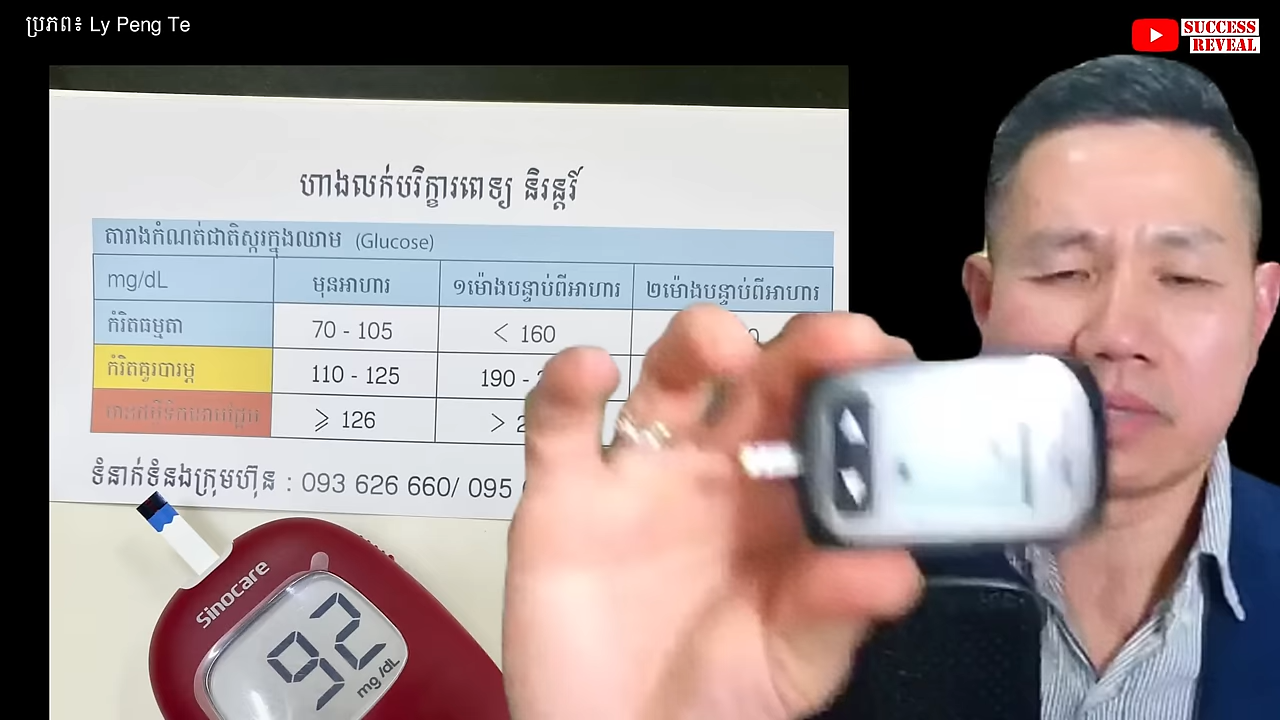 ប្រភព៖ Ly Peng Te
SUCCESS
REVEAL
ហាងលក់បរិក្ខារពេទ្យ និរន្តរ៍
តារាងកំណត់ជាតិស្ករក្នុងឈាម (Glucose)
mg/dL មុនអាហារ ១ម៉ោងបន្ទាប់ពីអាហារ ២ម៉ោងបន្ទាប់ពីអាហារ
កំរិតធម្មតា 70 - 105 < 160
កំរិតគួរបារម្ភ 110 - 125 190 -
⩾ 126 >
ទំនាក់ទំនងក្រុមហ៊ុន : 093 626 660/ 095
Sinocare
92
mg/dL